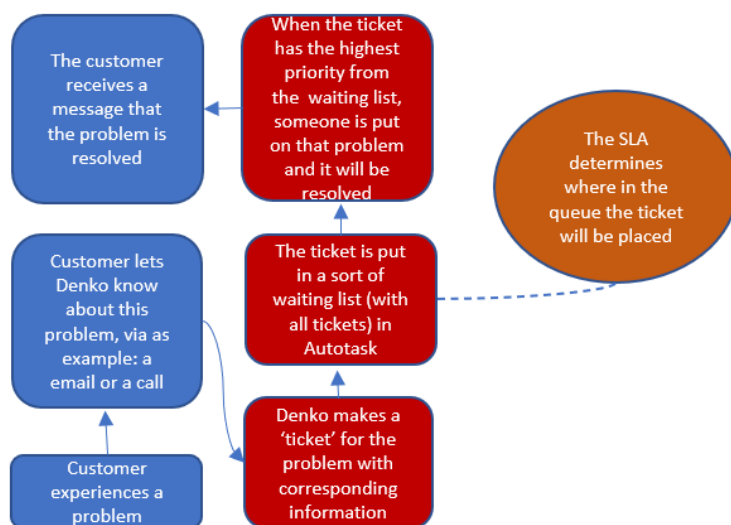 The customer
receives a
message that
the problem is
resolved
When the ticket
has the highest
priority from
the waiting list,
someone is put
on that problem
and it will be
resolved
The SLA
determines
where in the
queue the ticket
will be placed
Customer lets
Denko know
about this
problem, via as
example: a
email or a call
The ticket is put
in a sort of
waiting list (with
all tickets) in
Autotask
Customer
experiences a
problem
Denko makes a
‘ticket’ for the
problem with
corresponding
information